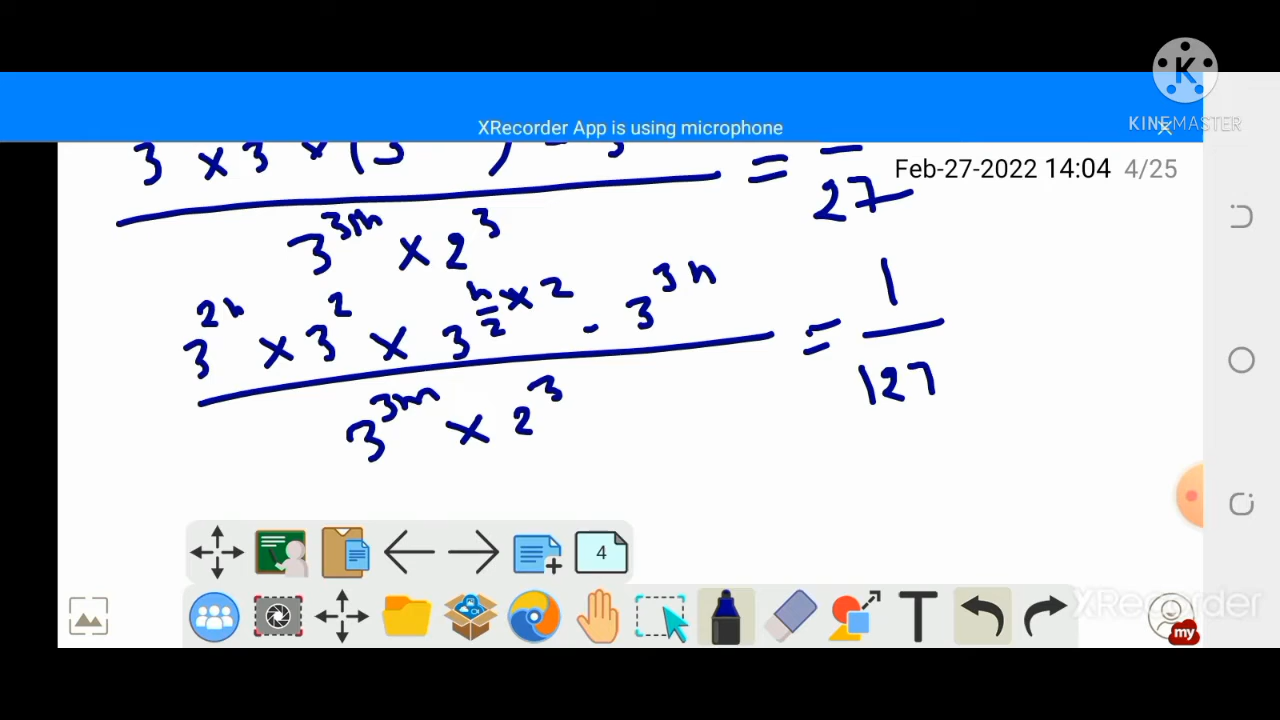 KINEMASTER
XRecorder App is using microphone
Feb-27-2022 14:04 4/25
= 27
3^{3m} × 2^3
3^{2n} × 3^2 × 3^{n/2 × 2} - 3^{3n} = 1
3^{3m} × 2^3 127
4
T
XRecorder
my